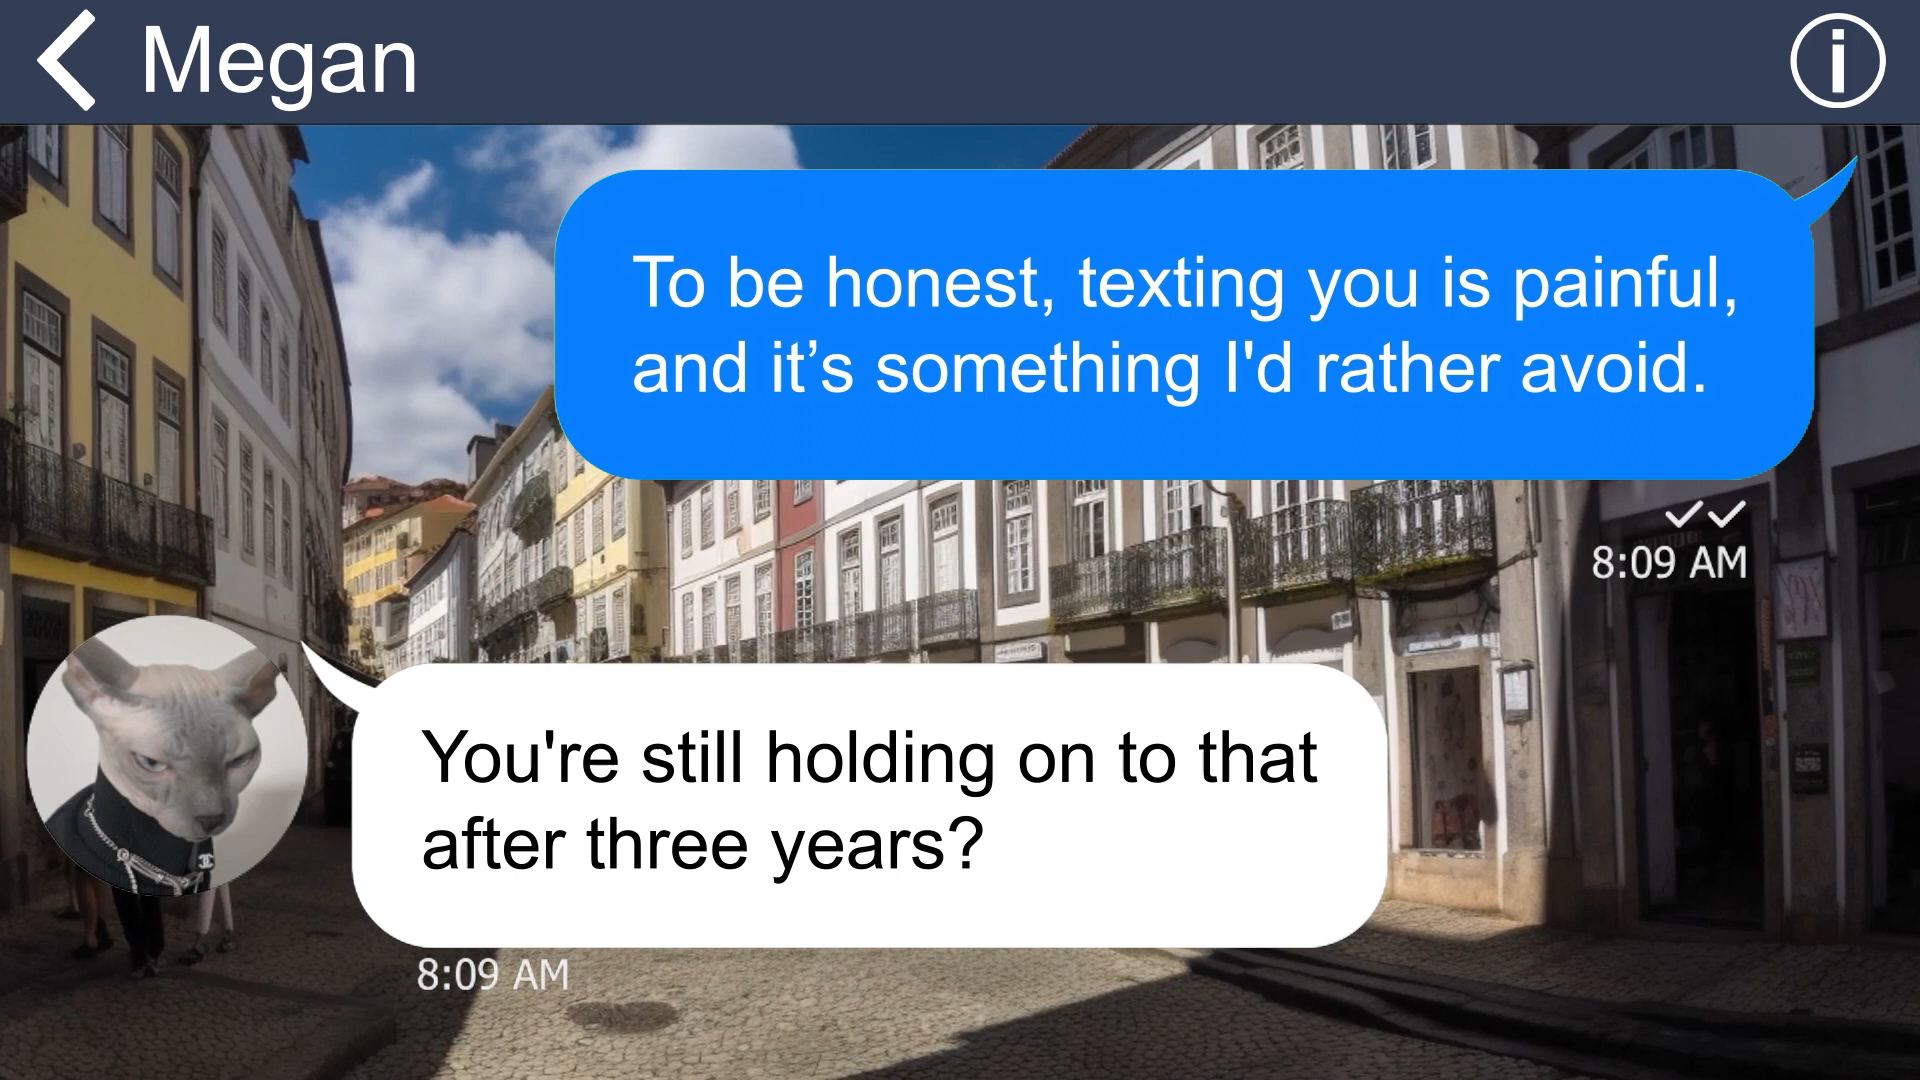 Megan
To be honest, texting you is painful,
and it’s something I'd rather avoid.
8:09 AM
You're still holding on to that
after three years?
8:09 AM